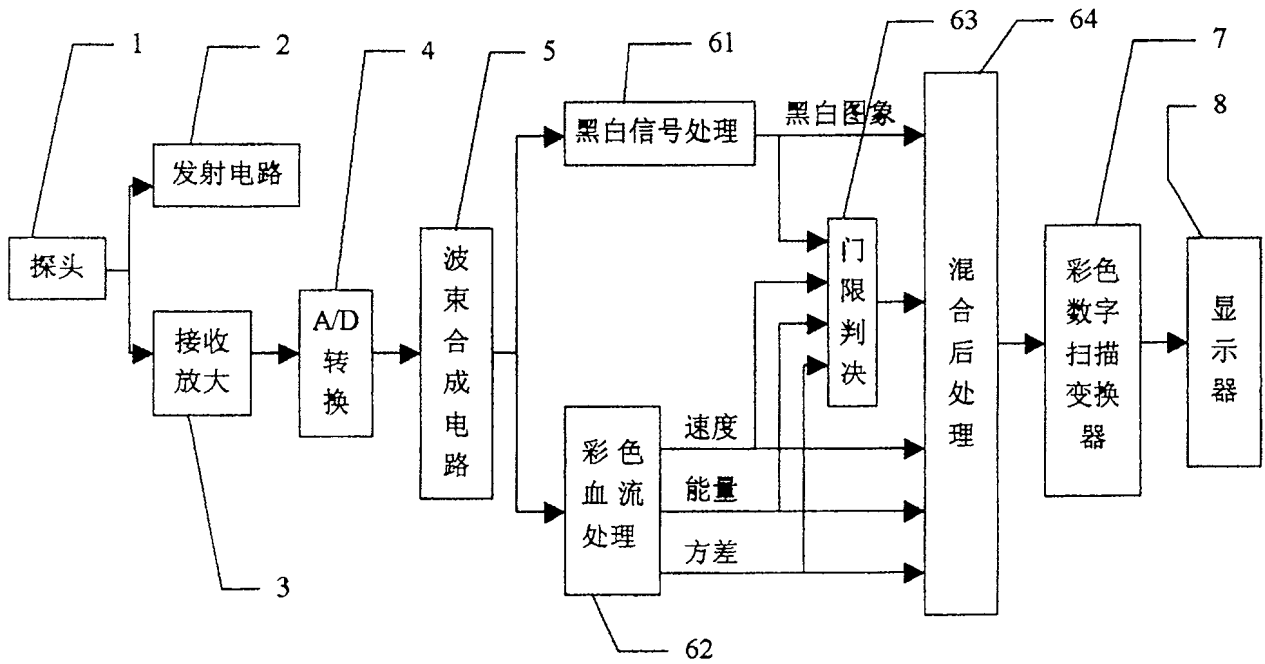 1
2
4
5
61
63
64
7
8
探头
发射电路
接收
放大
3
A/D
转
换
波
束
合
成
电
路
黑白信号处理
黑白图象
门
限
判
决
彩色
血流
处理
62
速度
能量
方差
混
合
后
处
理
彩色
数字
扫描
变换
器
显
示
器